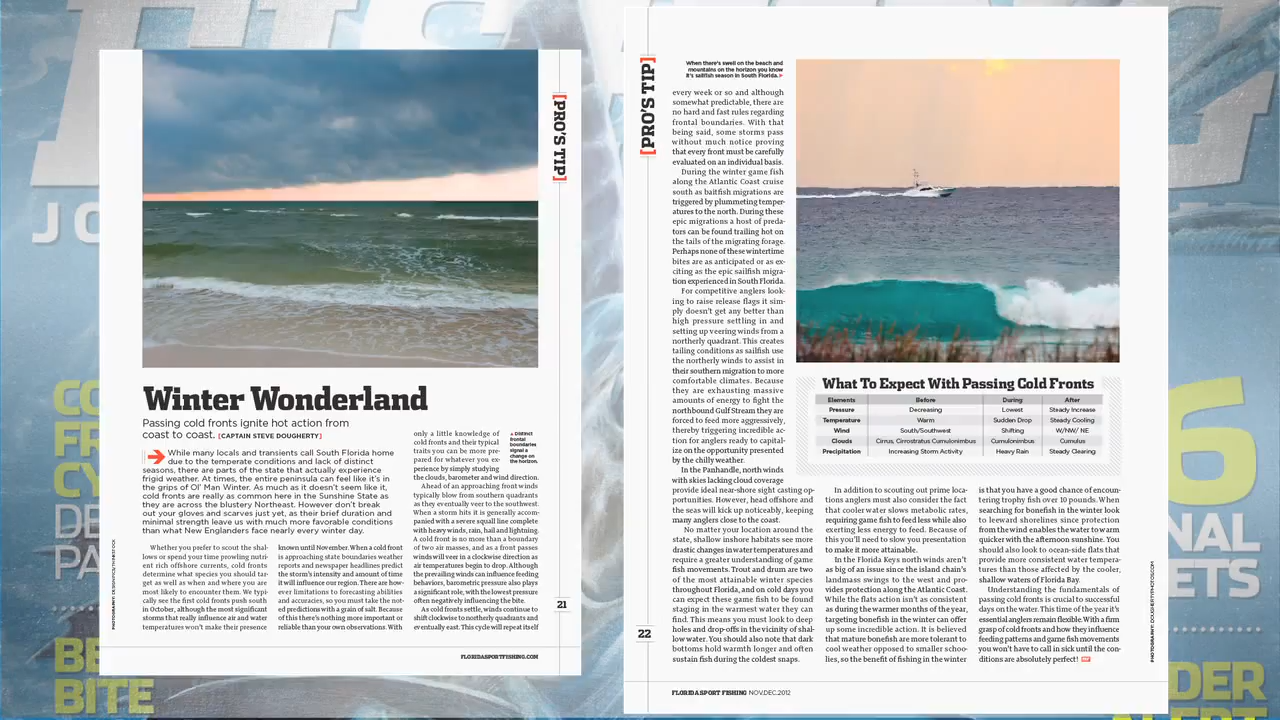 [PRO'S TIP]
Winter Wonderland
Passing cold fronts ignite hot action from
coast to coast. [CAPTAIN STEVE DOUGHERTY]
While many locals and transients call South Florida home
due to the temperate conditions and lack of distinct
seasons, there are parts of the state that actually experience
frigid weather. At times, the entire peninsula can feel like it's in
the grips of Ol' Man Winter. As much as it doesn't seem like it,
cold fronts are really as common here in the Sunshine State as
they are across the blustery Northeast. However don't break
out your gloves and scarves just yet, as their brief duration and
minimal strength leave us with much more favorable conditions
than what New Englanders face nearly every winter day.
Whether you prefer to scout the shal-
lows or spend your time prowling nutri-
ent rich offshore currents, cold fronts
determine what species you should tar-
get as well as when and where you are
most likely to encounter them. We typi-
cally see the first cold fronts push south
in October, although the most significant
storms that really influence air and water
temperatures won't make their presence
known until November. When a cold front
is approaching state boundaries weather
reports and newspaper headlines predict
the storm's intensity and amount of time
it will influence our region. There are how-
ever limitations to forecasting abilities
and accuracies, so you must take the not-
ed predictions with a grain of salt. Because
of this there's nothing more important or
reliable than your own observations. With
only a little knowledge of
cold fronts and their typical
traits you can be more pre-
pared for whatever you ex-
perience by simply studying
the clouds, barometer and wind direction.
Ahead of an approaching front winds
typically blow from southern quadrants
as they eventually veer to the southwest.
When a storm hits it is generally accom-
panied with a severe squall line complete
with heavy winds, rain, hail and lightning.
A cold front is no more than a boundary
of two air masses, and as a front passes
winds will veer in a clockwise direction as
air temperatures begin to drop. Although
the prevailing winds can influence feeding
behaviors, barometric pressure also plays
a significant role, with the lowest pressure
often negatively influencing the bite.
As cold fronts settle, winds continue to
shift clockwise to northerly quadrants and
eventually east. This cycle will repeat itself
Distinct
frontal
boundaries
signal a
change on
the horizon.
21
FLORIDASPORTFISHING.COM
[PRO'S TIP]
When there's swell on the beach and
mountains on the horizon you know
it's sailfish season in South Florida.
every week or so and although
somewhat predictable, there are
no hard and fast rules regarding
frontal boundaries. With that
being said, some storms pass
without much notice proving
that every front must be carefully
evaluated on an individual basis.
During the winter game fish
along the Atlantic Coast cruise
south as baitfish migrations are
triggered by plummeting temper-
atures to the north. During these
epic migrations a host of preda-
tors can be found trailing hot on
the tails of the migrating forage.
Perhaps none of these wintertime
bites are as anticipated or as ex-
citing as the epic sailfish migra-
tion experienced in South Florida.
For competitive anglers look-
ing to raise release flags it sim-
ply doesn't get any better than
high pressure settling in and
setting up veering winds from a
northerly quadrant. This creates
tailing conditions as sailfish use
the northerly winds to assist in
their southern migration to more
comfortable climates. Because
they are exhausting massive
amounts of energy to fight the
northbound Gulf Stream they are
forced to feed more aggressively,
thereby triggering incredible ac-
tion for anglers ready to capital-
ize on the opportunity presented
by the chilly weather.
In the Panhandle, north winds
with skies lacking cloud coverage
provide ideal near-shore sight casting op-
portunities. However, head offshore and
the seas will kick up noticeably, keeping
many anglers close to the coast.
No matter your location around the
state, shallow inshore habitats see more
drastic changes in water temperatures and
require a greater understanding of game
fish movements. Trout and drum are two
of the most attainable winter species
throughout Florida, and on cold days you
can expect these game fish to be found
staging in the warmest water they can
find. This means you must look to deep
holes and drop-offs in the vicinity of shal-
low water. You should also note that dark
bottoms hold warmth longer and often
sustain fish during the coldest snaps.
What To Expect With Passing Cold Fronts
Elements Before During After
Pressure Decreasing Lowest Steady Increase
Temperature Warm Sudden Drop Steady Cooling
Wind South/Southwest Shifting W/NW/ NE
Clouds Cirrus, Cirrostratus Cumulonimbus Cumulonimbus Cumulus
Precipitation Increasing Storm Activity Heavy Rain Steady Clearing
In addition to scouting out prime loca-
tions anglers must also consider the fact
that cooler water slows metabolic rates,
requiring game fish to feed less while also
exerting less energy to feed. Because of
this you'll need to slow your presentation
to make it more attainable.
In the Florida Keys north winds aren't
as big of an issue since the island chain's
landmass swings to the west and pro-
vides protection along the Atlantic Coast.
While the flats action isn't as consistent
as during the warmer months of the year,
targeting bonefish in the winter can offer
up some incredible action. It is believed
that mature bonefish are more tolerant to
cool weather opposed to smaller schoo-
lies, so the benefit of fishing in the winter
is that you have a good chance of encoun-
tering trophy fish over 10 pounds. When
searching for bonefish in the winter look
to leeward shorelines since protection
from the wind enables the water to warm
quicker with the afternoon sunshine. You
should also look to ocean-side flats that
provide more consistent water tempera-
tures than those affected by the cooler,
shallow waters of Florida Bay.
Understanding the fundamentals of
passing cold fronts is crucial to successful
days on the water. This time of the year it's
essential anglers remain flexible. With a firm
grasp of cold fronts and how they influence
feeding patterns and game fish movements
you won't have to call in sick until the con-
ditions are absolutely perfect!
PHOTOGRAPHY: DOUGHERTYPHOTOS.COM
22
FLORIDA SPORT FISHING NOV.DEC.2012
6
NAL
ETS
DER
BE
BITE